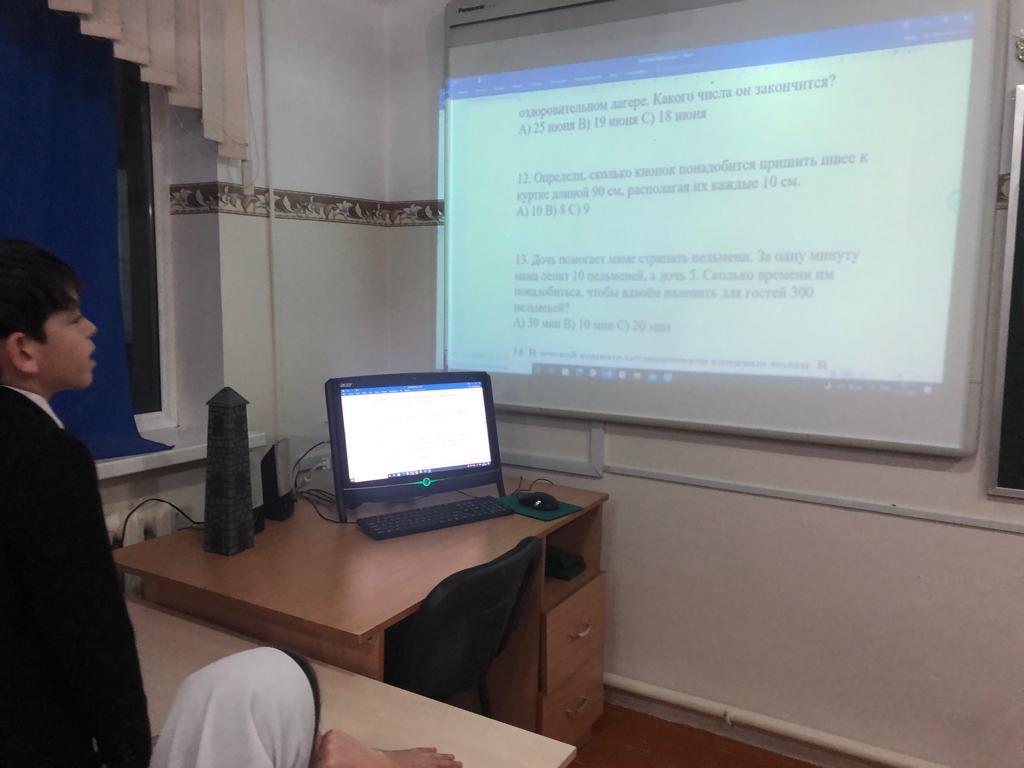 Panasonic
оздоровительном лагере. Какого числа он закончится?
А) 25 июня В) 19 июня С) 18 июня
12. Определи, сколько кнопок понадобится пришить швее к
куртке длиной 90 см, располагая их каждые 10 см.
А) 10 В) 8 С) 9
13. Дочь помогает маме стряпать пельмени. За одну минуту
мама лепит 10 пельменей, а дочь 5. Сколько времени им
понадобиться, чтобы вдвоём налепить для гостей 300
пельменей?
А) 30 мин В) 10 мин С) 20 мин
14. В
acer